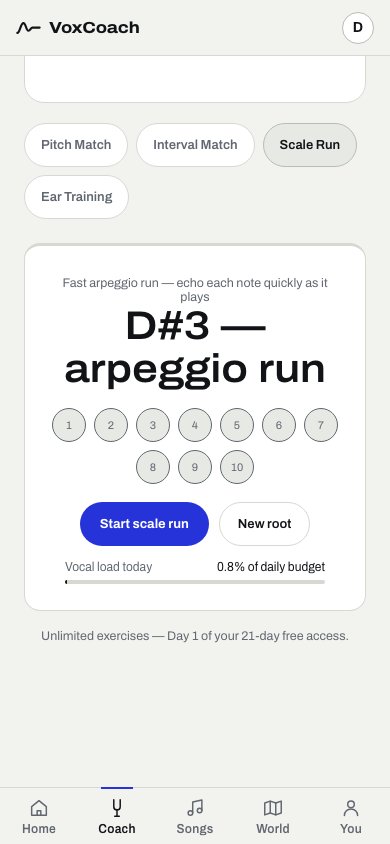 VoxCoach
D
Pitch Match
Interval Match
Scale Run
Ear Training
Fast arpeggio run — echo each note quickly as it
plays
D#3 —
arpeggio run
1 2 3 4 5 6 7
8 9 10
Start scale run
New root
Vocal load today
0.8% of daily budget
Unlimited exercises — Day 1 of your 21-day free access.
Home
Coach
Songs
World
You